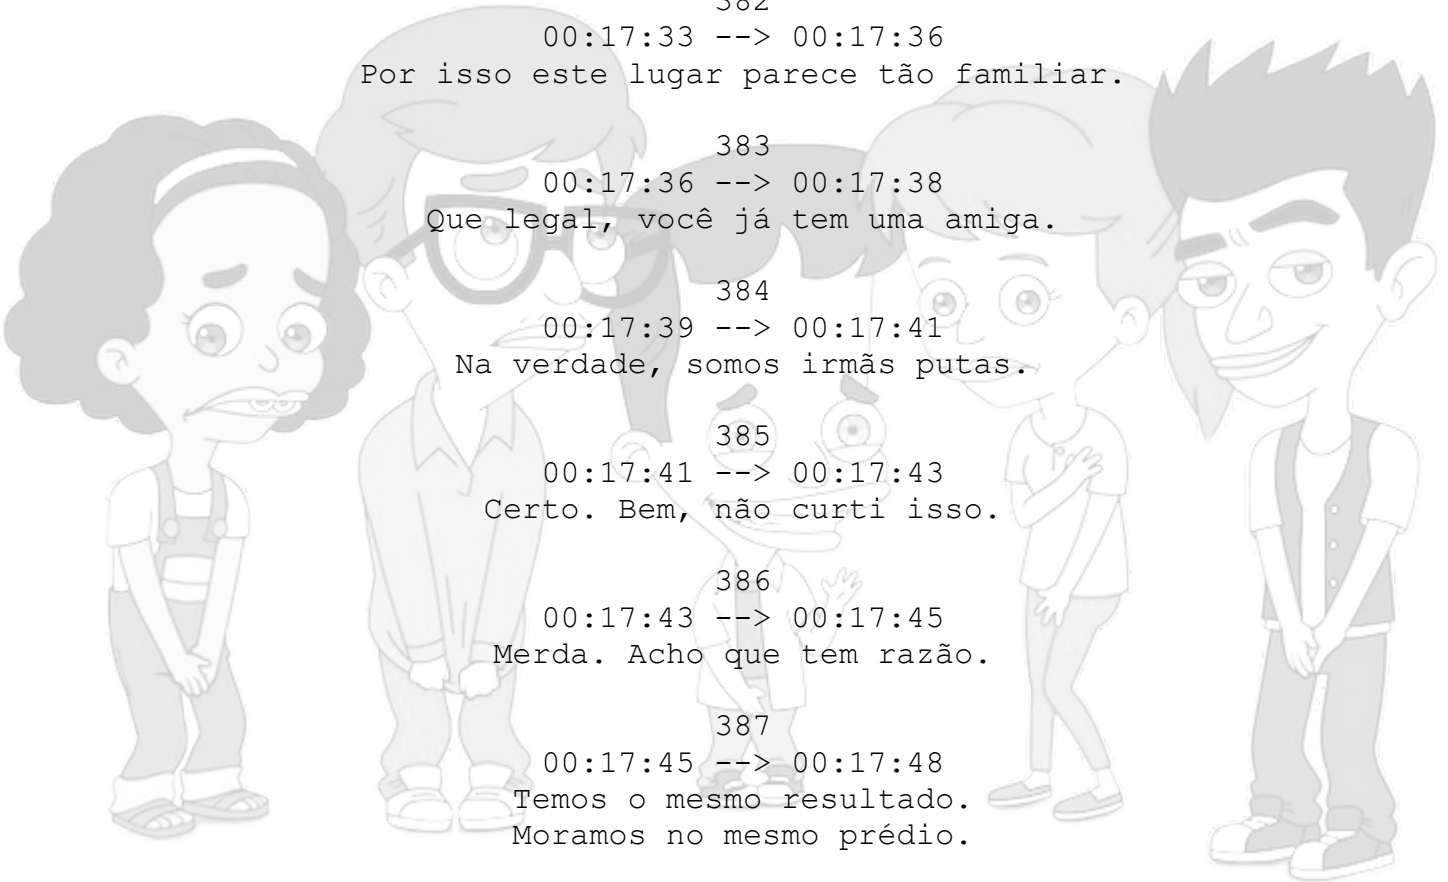 382
00:17:33 --> 00:17:36
Por isso este lugar parece tão familiar.
383
00:17:36 --> 00:17:38
Que legal, você já tem uma amiga.
384
00:17:39 --> 00:17:41
Na verdade, somos irmãs putas.
385
00:17:41 --> 00:17:43
Certo. Bem, não curti isso.
386
00:17:43 --> 00:17:45
Merda. Acho que tem razão.
387
00:17:45 --> 00:17:48
Temos o mesmo resultado.
Moramos no mesmo prédio.